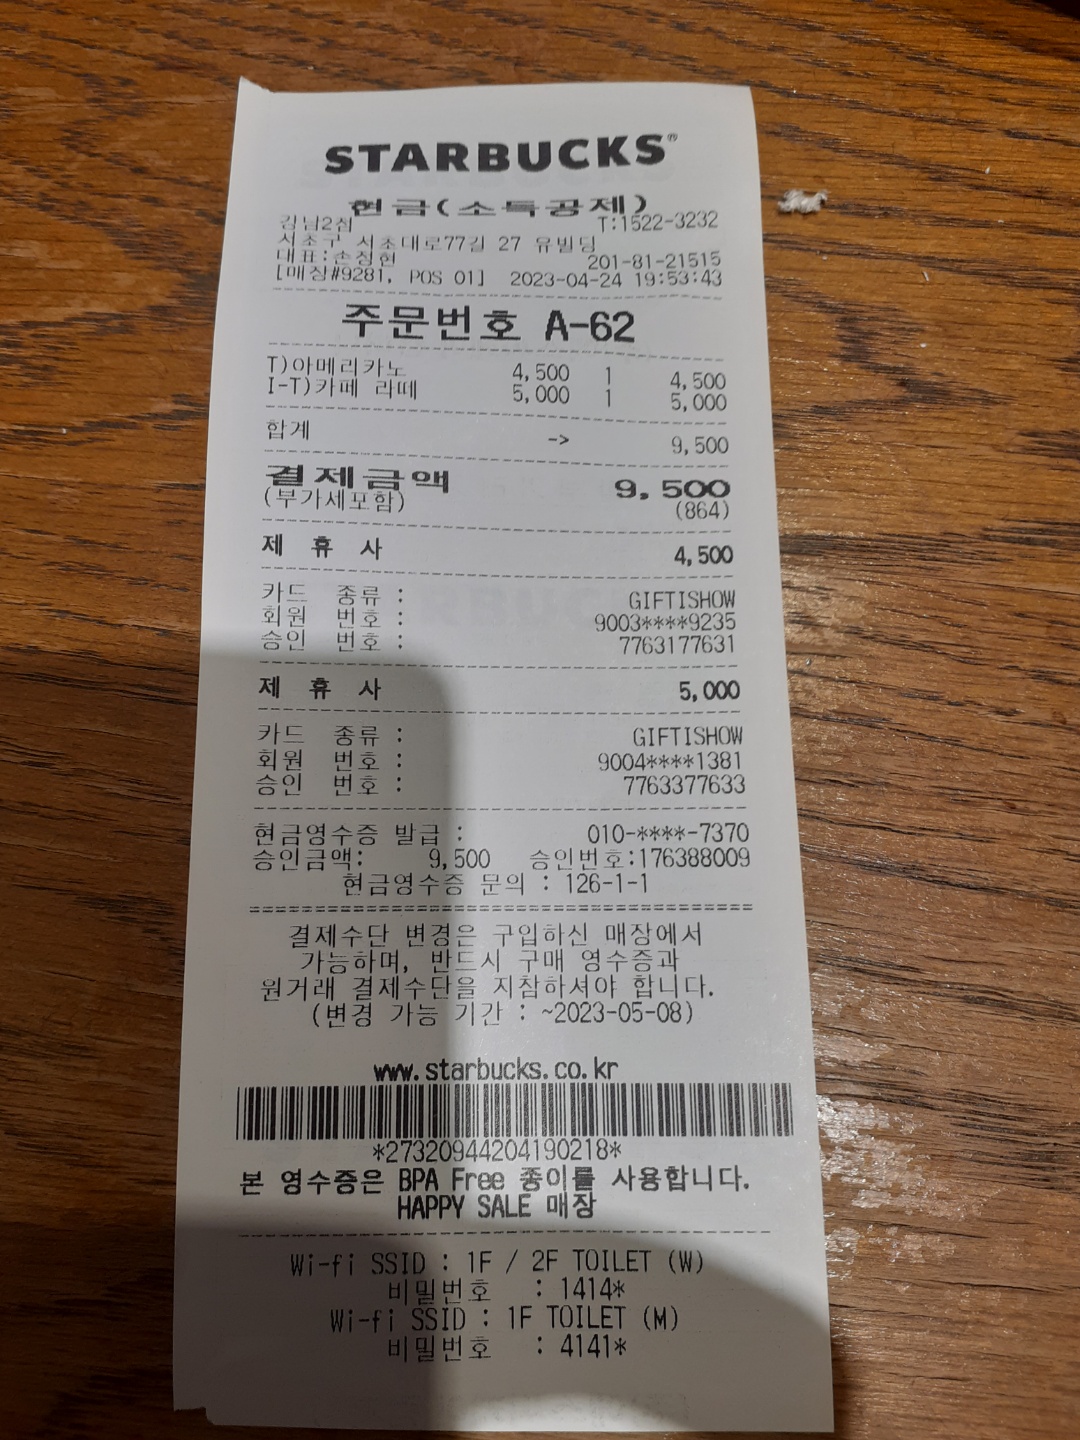 STARBUCKS®
현금(소득공제)
강남2점 T:1522-3232
서초구 서초대로77길 27 유빌딩
대표:손정현 201-81-21515
[매장#9281, POS 01] 2023-04-24 19:53:43
주문번호 A-62
T)아메리카노 4,500 1 4,500
I-T)카페 라떼 5,000 1 5,000
합계 -> 9,500
결제금액 9,500
(부가세포함) (864)
제 휴 사 4,500
카드 종류 : GIFTISHOW
회원 번호 : 9003****9235
승인 번호 : 7763177631
제 휴 사 5,000
카드 종류 : GIFTISHOW
회원 번호 : 9004****1381
승인 번호 : 7763377633
현금영수증 발급 : 010-****-7370
승인금액: 9,500 승인번호:176388009
현금영수증 문의 : 126-1-1
결제수단 변경은 구입하신 매장에서
가능하며, 반드시 구매 영수증과
원거래 결제수단을 지참하셔야 합니다.
(변경 가능 기간 : ~2023-05-08)
www.starbucks.co.kr
*27320944204190218*
본 영수증은 BPA Free 종이를 사용합니다.
HAPPY SALE 매장
Wi-fi SSID : 1F / 2F TOILET (W)
비밀번호 : 1414*
Wi-fi SSID : 1F TOILET (M)
비밀번호 : 4141*